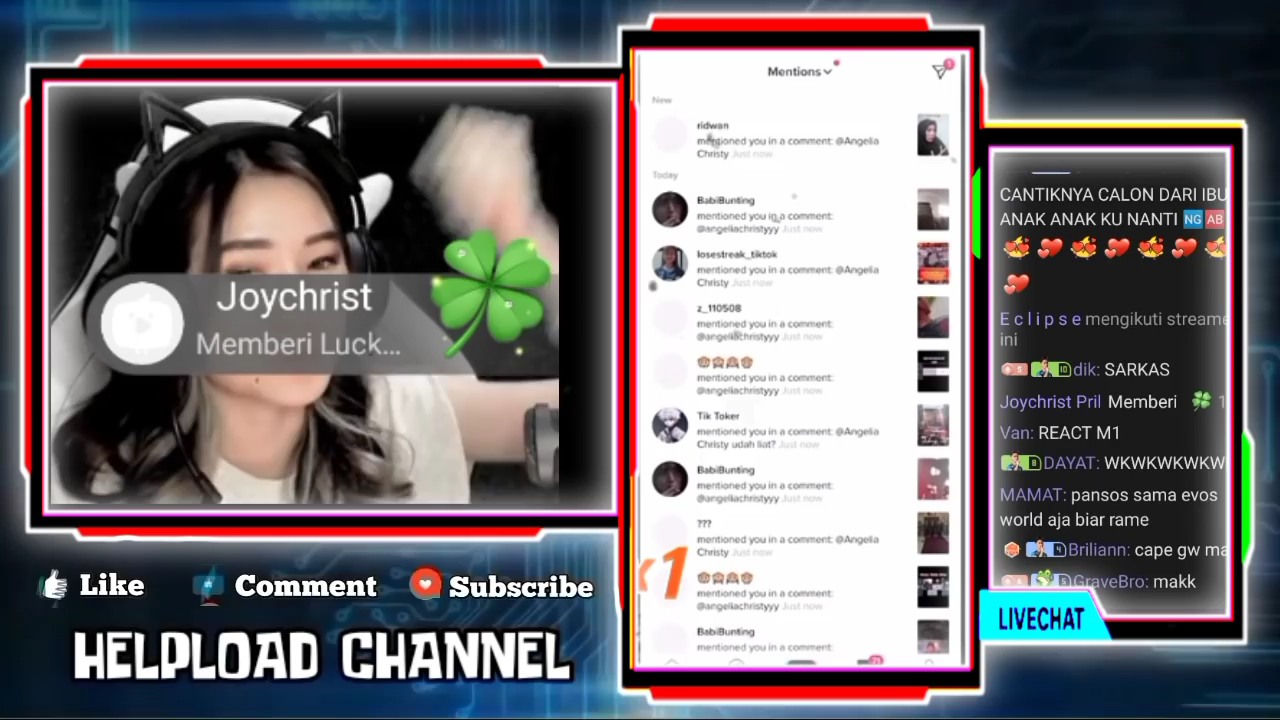 Joychrist
Memberi Luck...
Like
Comment
Subscribe
HELPLOAD CHANNEL
Mentions
1
New
ridwan
mentioned you in a comment: @Angelia
Christy Just now
Today
BabiBunting
mentioned you in a comment:
@angeliachristyyy Just now
losestreak_tiktok
mentioned you in a comment: @Angelia
Christy Just now
z_110508
mentioned you in a comment:
@angeliachristyyy Just now
mentioned you in a comment:
@angeliachristyyy Just now
Tik Toker
mentioned you in a comment: @Angelia
Christy udah liat? Just now
BabiBunting
mentioned you in a comment:
@angeliachristyyy Just now
???
mentioned you in a comment: @Angelia
Christy Just now
x1
mentioned you in a comment:
@angeliachristyyy Just now
BabiBunting
mentioned you in a comment:
CANTIKNYA CALON DARI IBU
ANAK ANAK KU NANTI NG AB
E c l i p s e mengikuti streame
ini
dik: SARKAS
Joychrist Pril Memberi 1
Van: REACT M1
DAYAT: WKWKWKWKW
MAMAT: pansos sama evos
world aja biar rame
Briliann: cape gw ma
GraveBro: makk
LIVECHAT